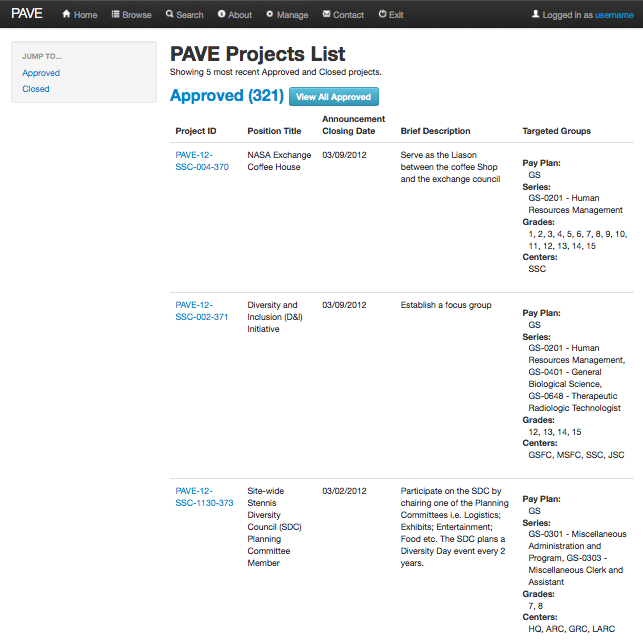 PAVE Home Browse Search About Manage Contact Exit Logged in as username
JUMP TO...
Approved
Closed
PAVE Projects List
Showing 5 most recent Approved and Closed projects.
Approved (321) View All Approved
Project ID Position Title Announcement Closing Date Brief Description Targeted Groups
PAVE-12-
SSC-004-370
NASA Exchange
Coffee House
03/09/2012
Serve as the Liason
between the coffee Shop
and the exchange council
Pay Plan:
GS
Series:
GS-0201 - Human
Resources Management
Grades:
1, 2, 3, 4, 5, 6, 7, 8, 9, 10,
11, 12, 13, 14, 15
Centers:
SSC
PAVE-12-
SSC-002-371
Diversity and
Inclusion (D&I)
Initiative
03/09/2012
Establish a focus group
Pay Plan:
GS
Series:
GS-0201 - Human
Resources Management,
GS-0401 - General
Biological Science,
GS-0648 - Therapeutic
Radiologic Technologist
Grades:
12, 13, 14, 15
Centers:
GSFC, MSFC, SSC, JSC
PAVE-12-
SSC-1130-373
Site-wide
Stennis
Diversity
Council (SDC)
Planning
Committee
Member
03/02/2012
Participate on the SDC by
chairing one of the Planning
Committees i.e. Logistics;
Exhibits; Entertainment;
Food etc. The SDC plans a
Diversity Day event every 2
years.
Pay Plan:
GS
Series:
GS-0301 - Miscellaneous
Administration and
Program, GS-0303 -
Miscellaneous Clerk and
Assistant
Grades:
7, 8
Centers:
HQ, ARC, GRC, LARC